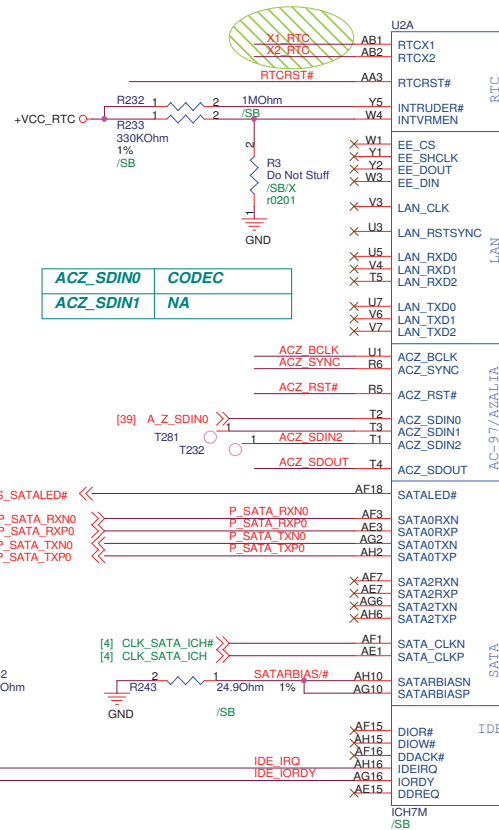 U2A
X1_RTC AB1 RTCX1
X2_RTC AB2 RTCX2
RTCRST# AA3 RTCRST#
RTC
R232 1 2 1MOhm Y5 INTRUDER#
+VCC_RTC 1 2 /SB W4 INTVRMEN
R233
330KOhm
1%
/SB
2
R3
Do Not Stuff
/SB/X
r0201
1
GND
W1 EE_CS
Y1 EE_SHCLK
Y2 EE_DOUT
W3 EE_DIN
V3 LAN_CLK
U3 LAN_RSTSYNC
LAN
U5 LAN_RXD0
V4 LAN_RXD1
T5 LAN_RXD2
U7 LAN_TXD0
V6 LAN_TXD1
V7 LAN_TXD2
ACZ_SDIN0 CODEC
ACZ_SDIN1 NA
ACZ_BCLK U1 ACZ_BCLK
ACZ_SYNC R6 ACZ_SYNC
ACZ_RST# R5 ACZ_RST#
AC-97/AZALIA
[39] A_Z_SDIN0 T2 ACZ_SDIN0
T281 1 T3 ACZ_SDIN1
T232 1 ACZ_SDIN2 T1 ACZ_SDIN2
ACZ_SDOUT T4 ACZ_SDOUT
S_SATALED# AF18 SATALED#
P_SATA_RXN0 P_SATA_RXN0 AF3 SATA0RXN
P_SATA_RXP0 P_SATA_RXP0 AE3 SATA0RXP
P_SATA_TXN0 P_SATA_TXN0 AG2 SATA0TXN
P_SATA_TXP0 P_SATA_TXP0 AH2 SATA0TXP
AF7 SATA2RXN
AE7 SATA2RXP
AG6 SATA2TXN
AH6 SATA2TXP
[4] CLK_SATA_ICH# AF1 SATA_CLKN
[4] CLK_SATA_ICH AE1 SATA_CLKP
SATA
2 1 SATARBIAS/# AH10 SATARBIASN
R243 24.9Ohm 1% AG10 SATARBIASP
2
Ohm
GND
/SB
AF15 DIOR#
IDE
AH15 DIOW#
AF16 DDACK#
IDE_IRQ AH16 IDEIRQ
IDE_IORDY AG16 IORDY
AE15 DDREQ
ICH7M
/SB